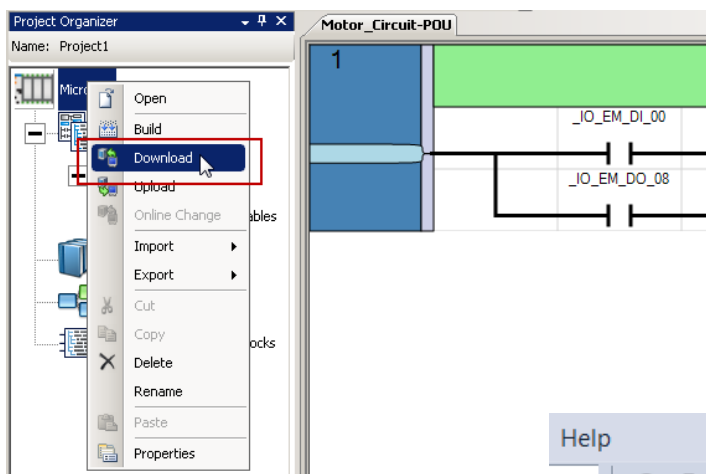 Project Organizer
Name: Project1
Micro
Open
Build
Download
Upload
Online Change
ables
Import
Export
Cut
Copy
ocks
Delete
Rename
Paste
Properties
Motor_Circuit-POU
1
_IO_EM_DI_00
_IO_EM_DO_08
Help